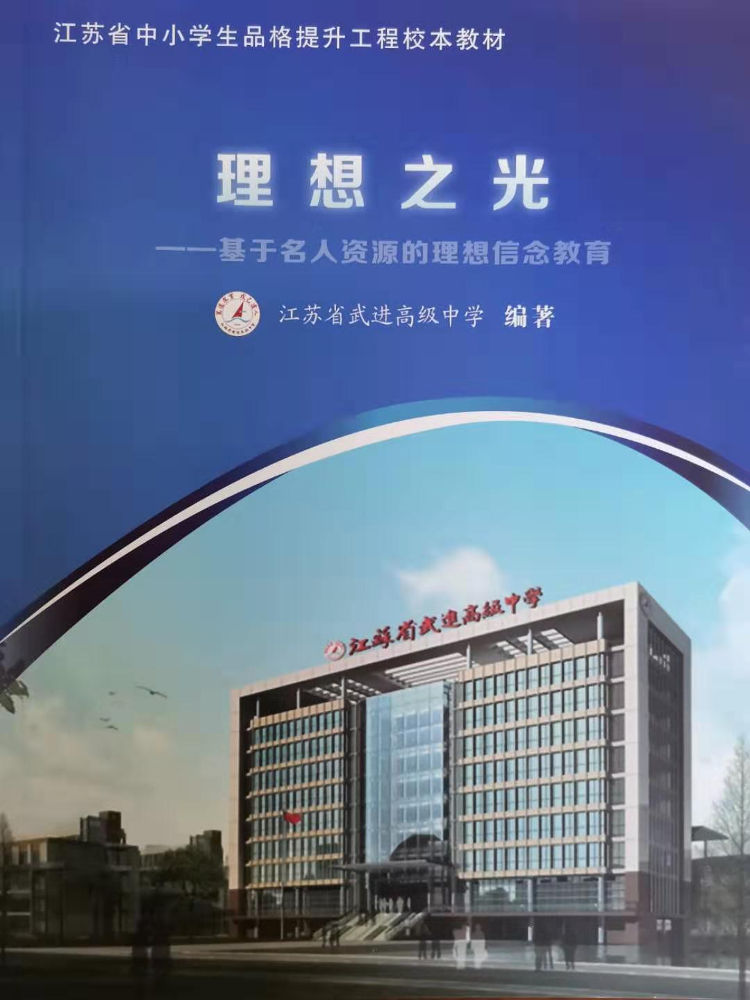 江苏省中小学生品格提升工程校本教材
理想之光
——基于名人资源的理想信念教育
江苏省武进高级中学 编著
江苏省武进高级中学